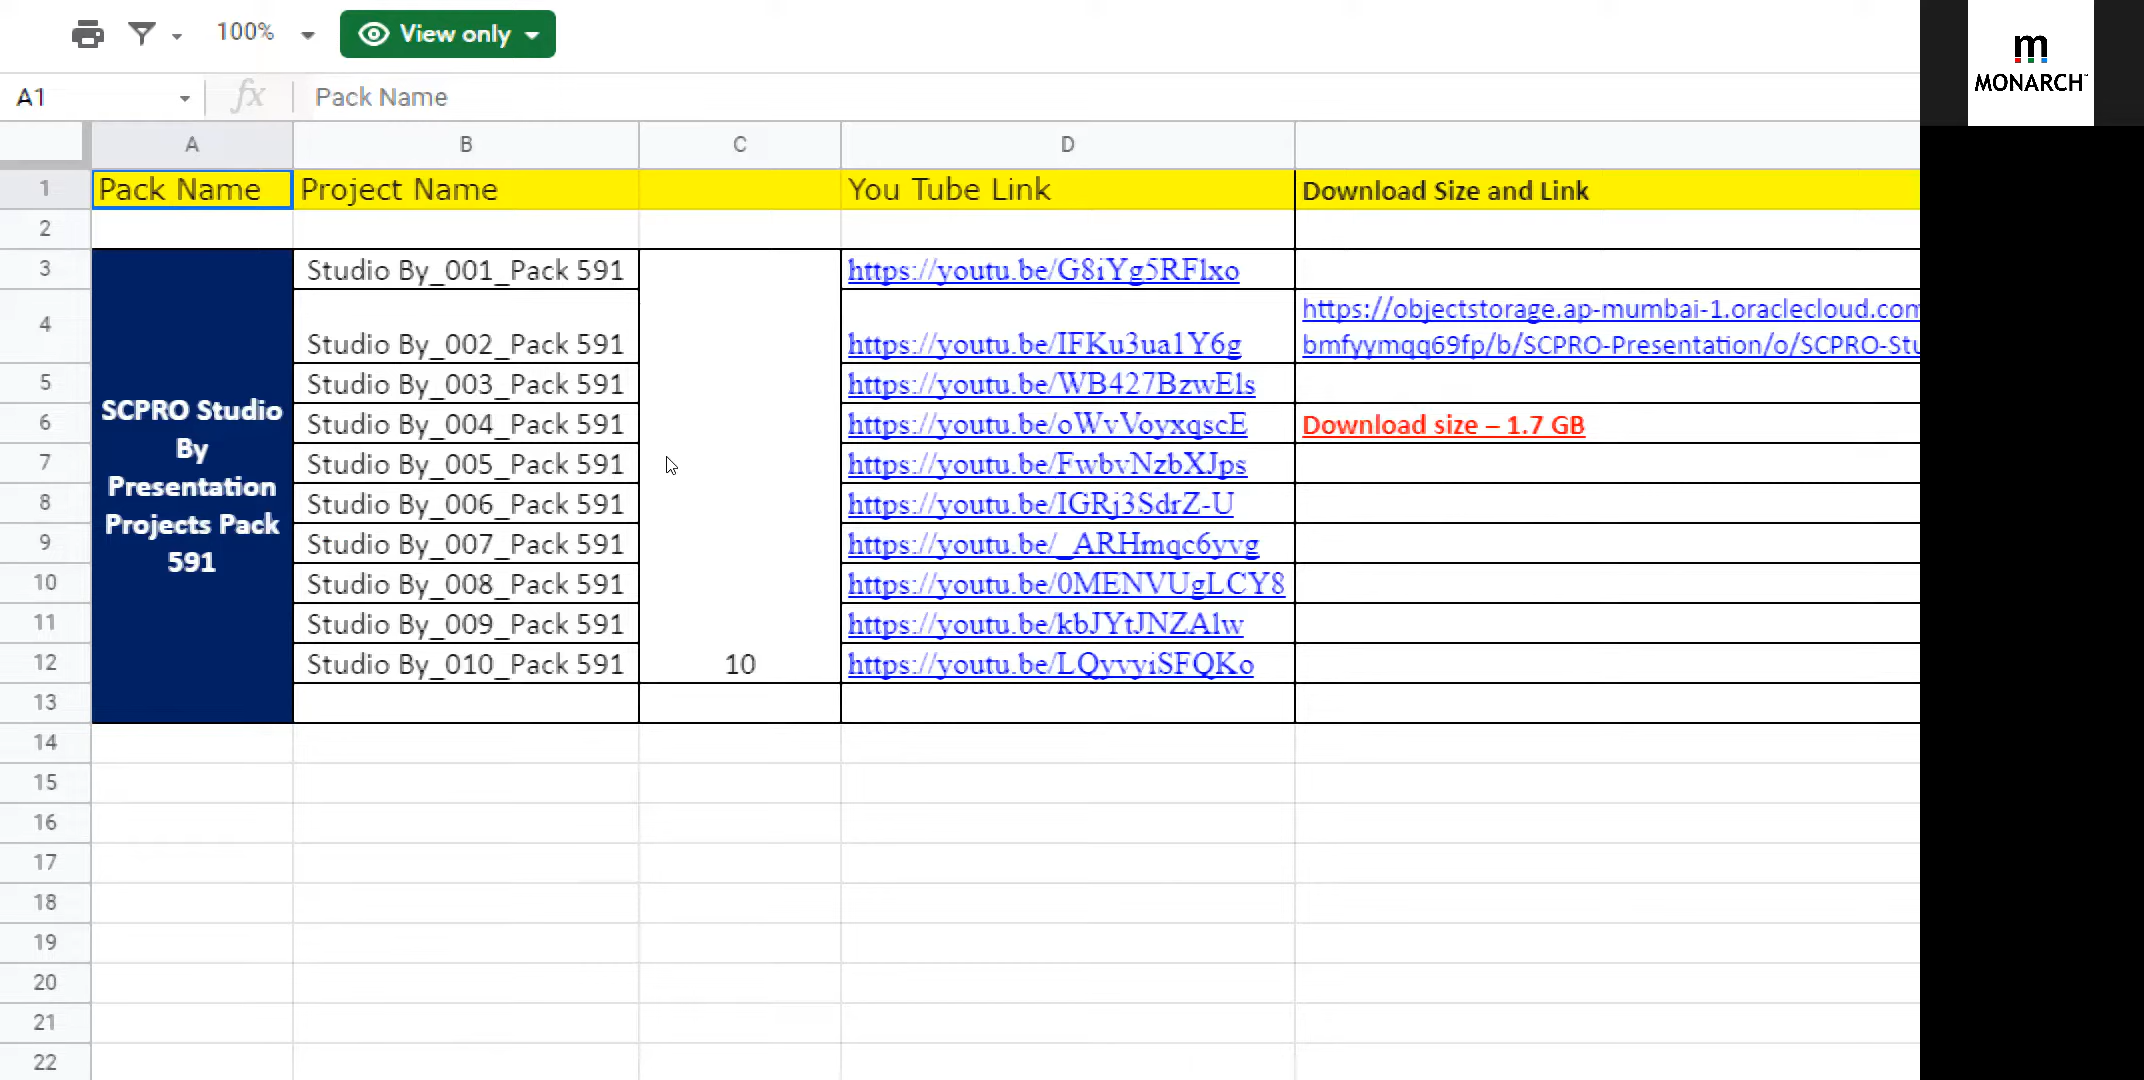 100%
View only
m
MONARCH
A1
fx
Pack Name
A
B
C
D
1
Pack Name
Project Name
You Tube Link
Download Size and Link
2
3
Studio By_001_Pack 591
https://youtu.be/G8iYg5RFlxo
4
Studio By_002_Pack 591
https://youtu.be/IFKu3ua1Y6g
https://objectstorage.ap-mumbai-1.oraclecloud.com
bmfyymqq69fp/b/SCPRO-Presentation/o/SCPRO-Stu
5
Studio By_003_Pack 591
https://youtu.be/WB427BzwEls
SCPRO Studio
By
Presentation
Projects Pack
591
6
Studio By_004_Pack 591
https://youtu.be/oWvVoyxqscE
Download size – 1.7 GB
7
Studio By_005_Pack 591
https://youtu.be/FwbvNzbXJps
8
Studio By_006_Pack 591
https://youtu.be/IGRj3SdrZ-U
9
Studio By_007_Pack 591
https://youtu.be/_ARHmqc6yvg
10
Studio By_008_Pack 591
https://youtu.be/0MENVUgLCY8
11
Studio By_009_Pack 591
https://youtu.be/kbJYtJNZAlw
12
Studio By_010_Pack 591
10
https://youtu.be/LQyvyiSFQKo
13
14
15
16
17
18
19
20
21
22